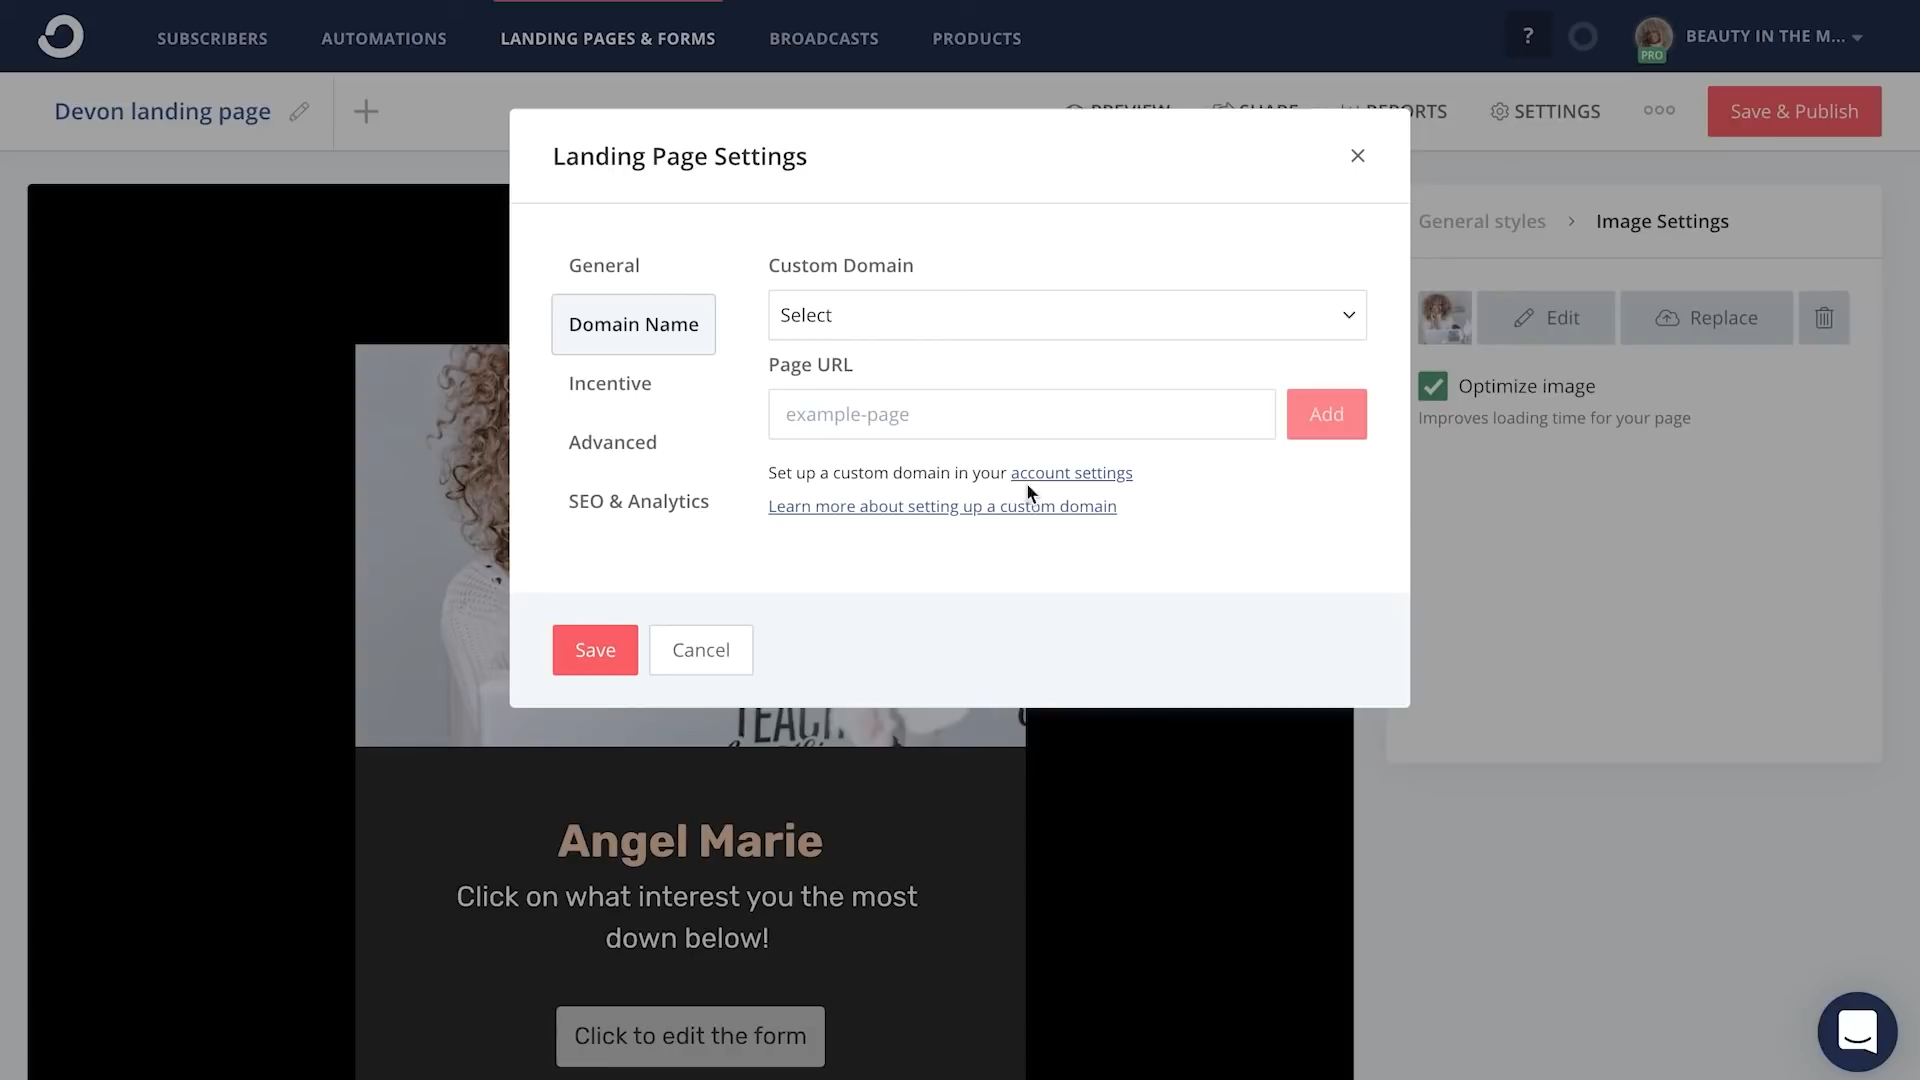 SUBSCRIBERS
AUTOMATIONS
LANDING PAGES & FORMS
BROADCASTS
PRODUCTS
?
PRO
BEAUTY IN THE M...
Devon landing page
PREVIEW
SHARE
REPORTS
SETTINGS
Save & Publish
Landing Page Settings
General
Domain Name
Incentive
Advanced
SEO & Analytics
Custom Domain
Select
Page URL
example-page
Add
Set up a custom domain in your account settings
Learn more about setting up a custom domain
Save
Cancel
General styles > Image Settings
Edit
Replace
Optimize image
Improves loading time for your page
TEACH
Angel Marie
Click on what interest you the most
down below!
Click to edit the form